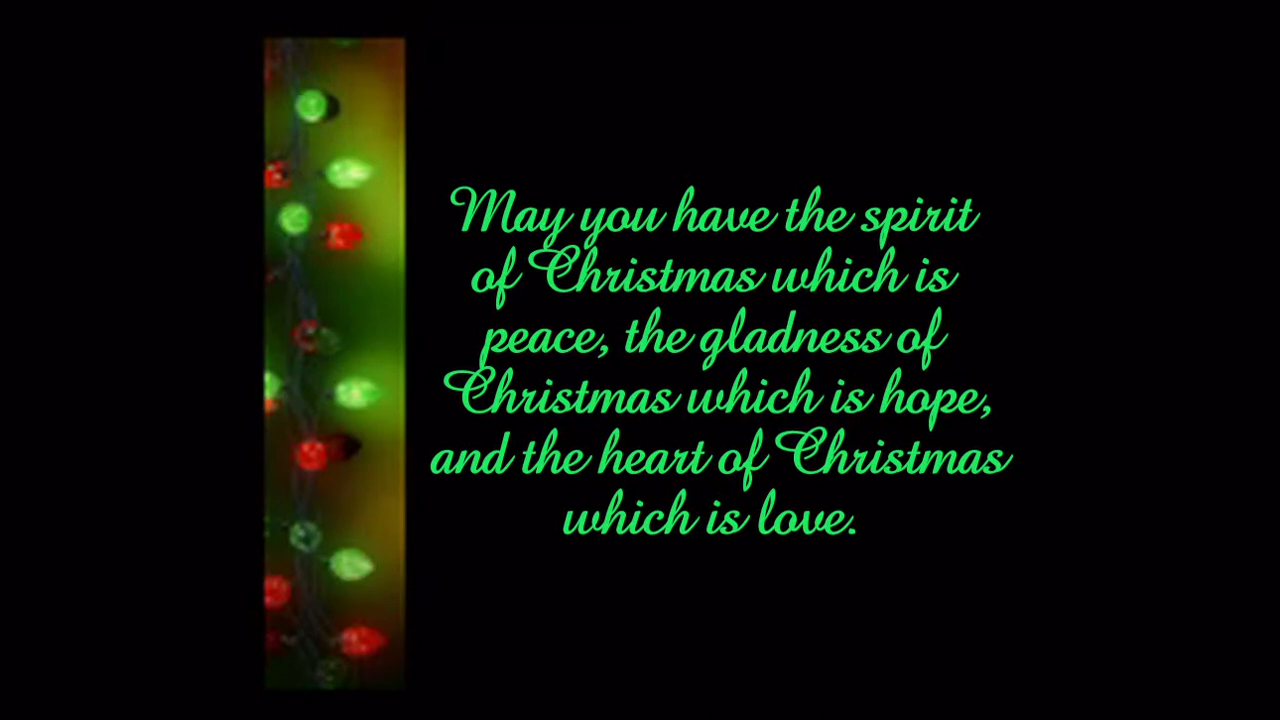 May you have the spirit
of Christmas which is
peace, the gladness of
Christmas which is hope,
and the heart of Christmas
which is love.